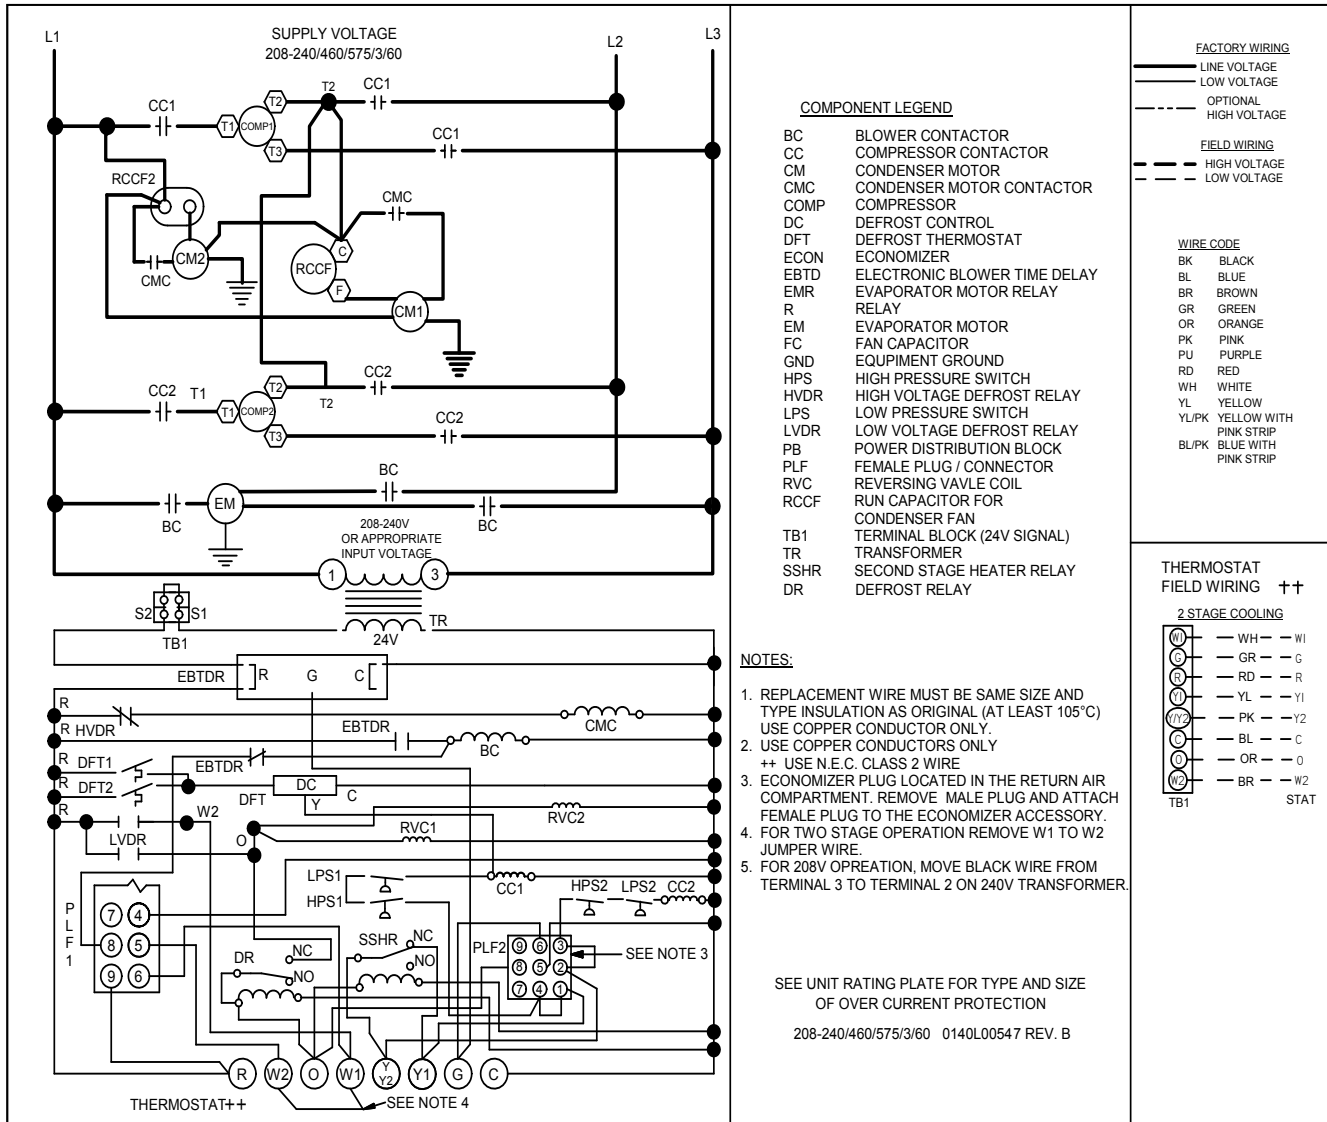 L1
SUPPLY VOLTAGE
208-240/460/575/3/60
L2
L3
T2
CC1
CC1
T1
COMP1
T2
T3
CC1
RCCF2
CMC
CMC
CM2
RCCF
C
F
CM1
CC2
T1
T1
COMP2
T2
T3
T2
CC2
CC2
BC
BC
EM
BC
208-240V
OR APPROPRIATE
INPUT VOLTAGE
1
3
S2
S1
TB1
TR
24V
EBTDR
R
G
C
R
HVDR
CMC
R
EBTDR
BC
EBTDR
R
DFT1
R
DFT2
DFT
DC
Y
C
R
LVDR
W2
O
RVC2
RVC1
LPS1
HPS1
CC1
HPS2
LPS2
CC2
P
L
F
1
7
4
8
5
9
6
DR
NC
NO
SSHR
NC
NO
PLF2
9
6
3
8
5
2
7
4
1
SEE NOTE 3
R
W2
O
W1
Y
Y2
Y1
G
C
THERMOSTAT++
SEE NOTE 4
COMPONENT LEGEND
BC BLOWER CONTACTOR
CC COMPRESSOR CONTACTOR
CM CONDENSER MOTOR
CMC CONDENSER MOTOR CONTACTOR
COMP COMPRESSOR
DC DEFROST CONTROL
DFT DEFROST THERMOSTAT
ECON ECONOMIZER
EBTD ELECTRONIC BLOWER TIME DELAY
EMR EVAPORATOR MOTOR RELAY
R RELAY
EM EVAPORATOR MOTOR
FC FAN CAPACITOR
GND EQUPIMENT GROUND
HPS HIGH PRESSURE SWITCH
HVDR HIGH VOLTAGE DEFROST RELAY
LPS LOW PRESSURE SWITCH
LVDR LOW VOLTAGE DEFROST RELAY
PB POWER DISTRIBUTION BLOCK
PLF FEMALE PLUG / CONNECTOR
RVC REVERSING VAVLE COIL
RCCF RUN CAPACITOR FOR
CONDENSER FAN
TB1 TERMINAL BLOCK (24V SIGNAL)
TR TRANSFORMER
SSHR SECOND STAGE HEATER RELAY
DR DEFROST RELAY
NOTES:
1. REPLACEMENT WIRE MUST BE SAME SIZE AND
TYPE INSULATION AS ORIGINAL (AT LEAST 105°C)
USE COPPER CONDUCTOR ONLY.
2. USE COPPER CONDUCTORS ONLY
++ USE N.E.C. CLASS 2 WIRE
3. ECONOMIZER PLUG LOCATED IN THE RETURN AIR
COMPARTMENT. REMOVE MALE PLUG AND ATTACH
FEMALE PLUG TO THE ECONOMIZER ACCESSORY.
4. FOR TWO STAGE OPERATION REMOVE W1 TO W2
JUMPER WIRE.
5. FOR 208V OPREATION, MOVE BLACK WIRE FROM
TERMINAL 3 TO TERMINAL 2 ON 240V TRANSFORMER.
SEE UNIT RATING PLATE FOR TYPE AND SIZE
OF OVER CURRENT PROTECTION
208-240/460/575/3/60 0140L00547 REV. B
FACTORY WIRING
LINE VOLTAGE
LOW VOLTAGE
OPTIONAL
HIGH VOLTAGE
FIELD WIRING
HIGH VOLTAGE
LOW VOLTAGE
WIRE CODE
BK BLACK
BL BLUE
BR BROWN
GR GREEN
OR ORANGE
PK PINK
PU PURPLE
RD RED
WH WHITE
YL YELLOW
YL/PK YELLOW WITH
PINK STRIP
BL/PK BLUE WITH
PINK STRIP
THERMOSTAT
FIELD WIRING ++
2 STAGE COOLING
W1 WH W1
G GR G
R RD R
Y1 YL Y1
Y/Y2 PK Y2
C BL C
O OR O
W2 BR W2
TB1 STAT